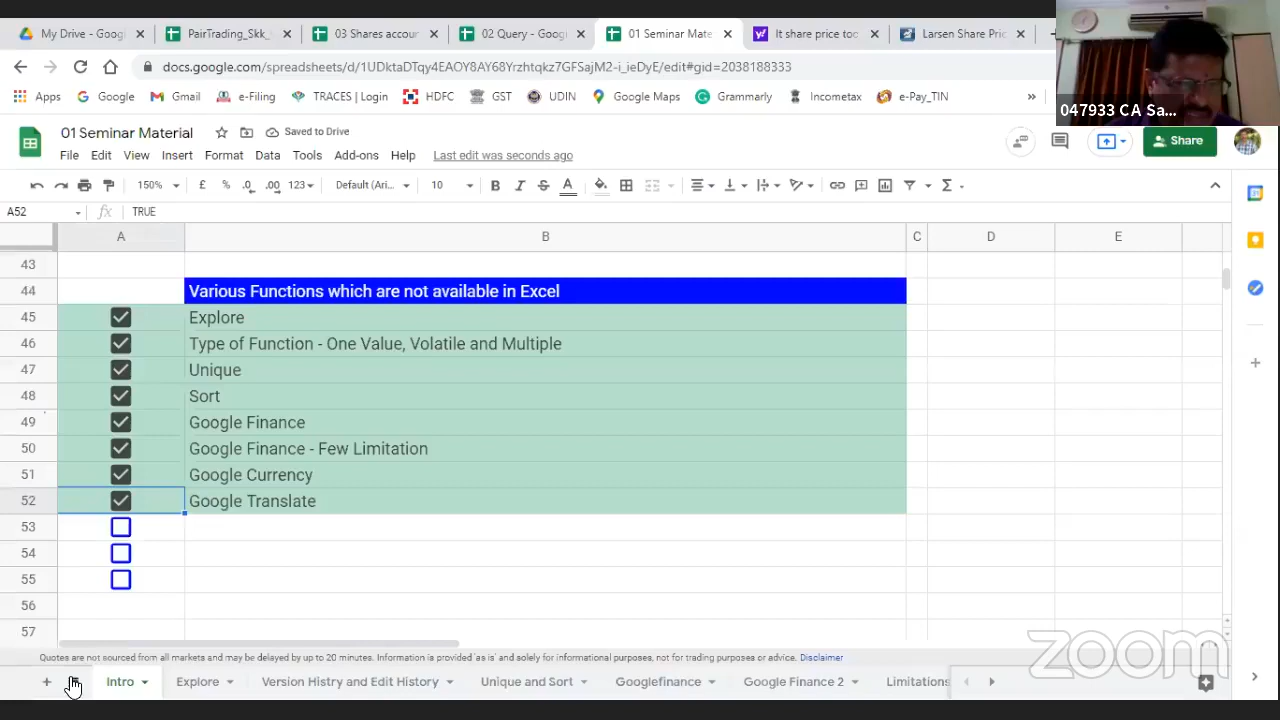 My Drive - Goog
PairTrading_Skk_
03 Shares accour
02 Query - Goog
01 Seminar Mate
It share price too
Larsen Share Pric
docs.google.com/spreadsheets/d/1UDktaDTqy4EAOY8AY68Yrzhtqkz7GFSajM2-i_ieDyE/edit#gid=2038188333
Apps
Google
Gmail
e-Filing
TRACES | Login
HDFC
GST
UDIN
Google Maps
Grammarly
Incometax
e-Pay_TIN
»
047933 CA Sa...
01 Seminar Material
Saved to Drive
File Edit View Insert Format Data Tools Add-ons Help Last edit was seconds ago
Share
150% £ % .0 .00 123 Default (Ari... 10 B I S A Σ
A52 fx TRUE
A B C D E
43
44 Various Functions which are not available in Excel
45 Explore
46 Type of Function - One Value, Volatile and Multiple
47 Unique
48 Sort
49 Google Finance
50 Google Finance - Few Limitation
51 Google Currency
52 Google Translate
53
54
55
56
57
zoom
Quotes are not sourced from all markets and may be delayed by up to 20 minutes. Information is provided 'as is' and solely for informational purposes, not for trading purposes or advice. Disclaimer
+ Intro Explore Version Histry and Edit History Unique and Sort Googlefinance Google Finance 2 Limitations